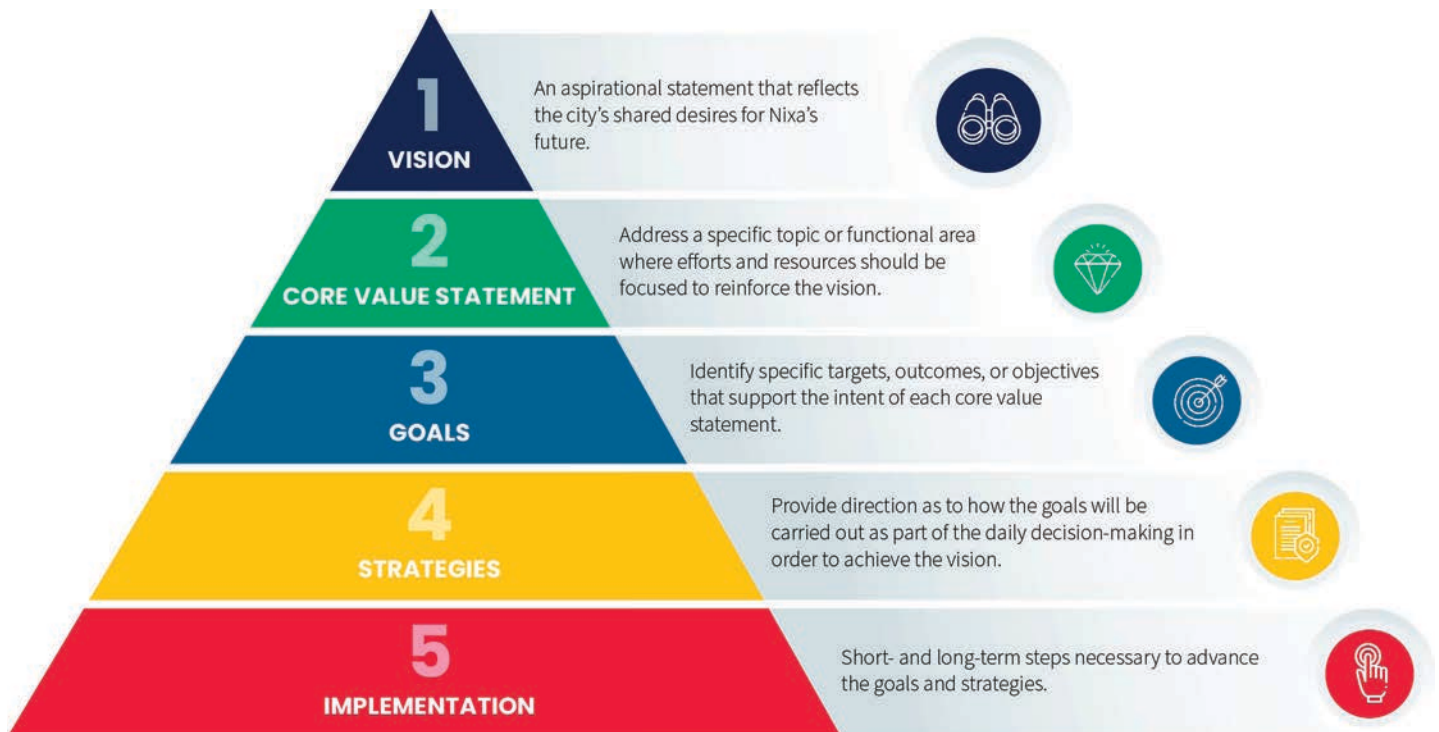 1
VISION
An aspirational statement that reflects
the city's shared desires for Nixa's
future.
2
CORE VALUE STATEMENT
Address a specific topic or functional area
where efforts and resources should be
focused to reinforce the vision.
3
GOALS
Identify specific targets, outcomes, or objectives
that support the intent of each core value
statement.
4
STRATEGIES
Provide direction as to how the goals will be
carried out as part of the daily decision-making in
order to achieve the vision.
5
IMPLEMENTATION
Short- and long-term steps necessary to advance
the goals and strategies.